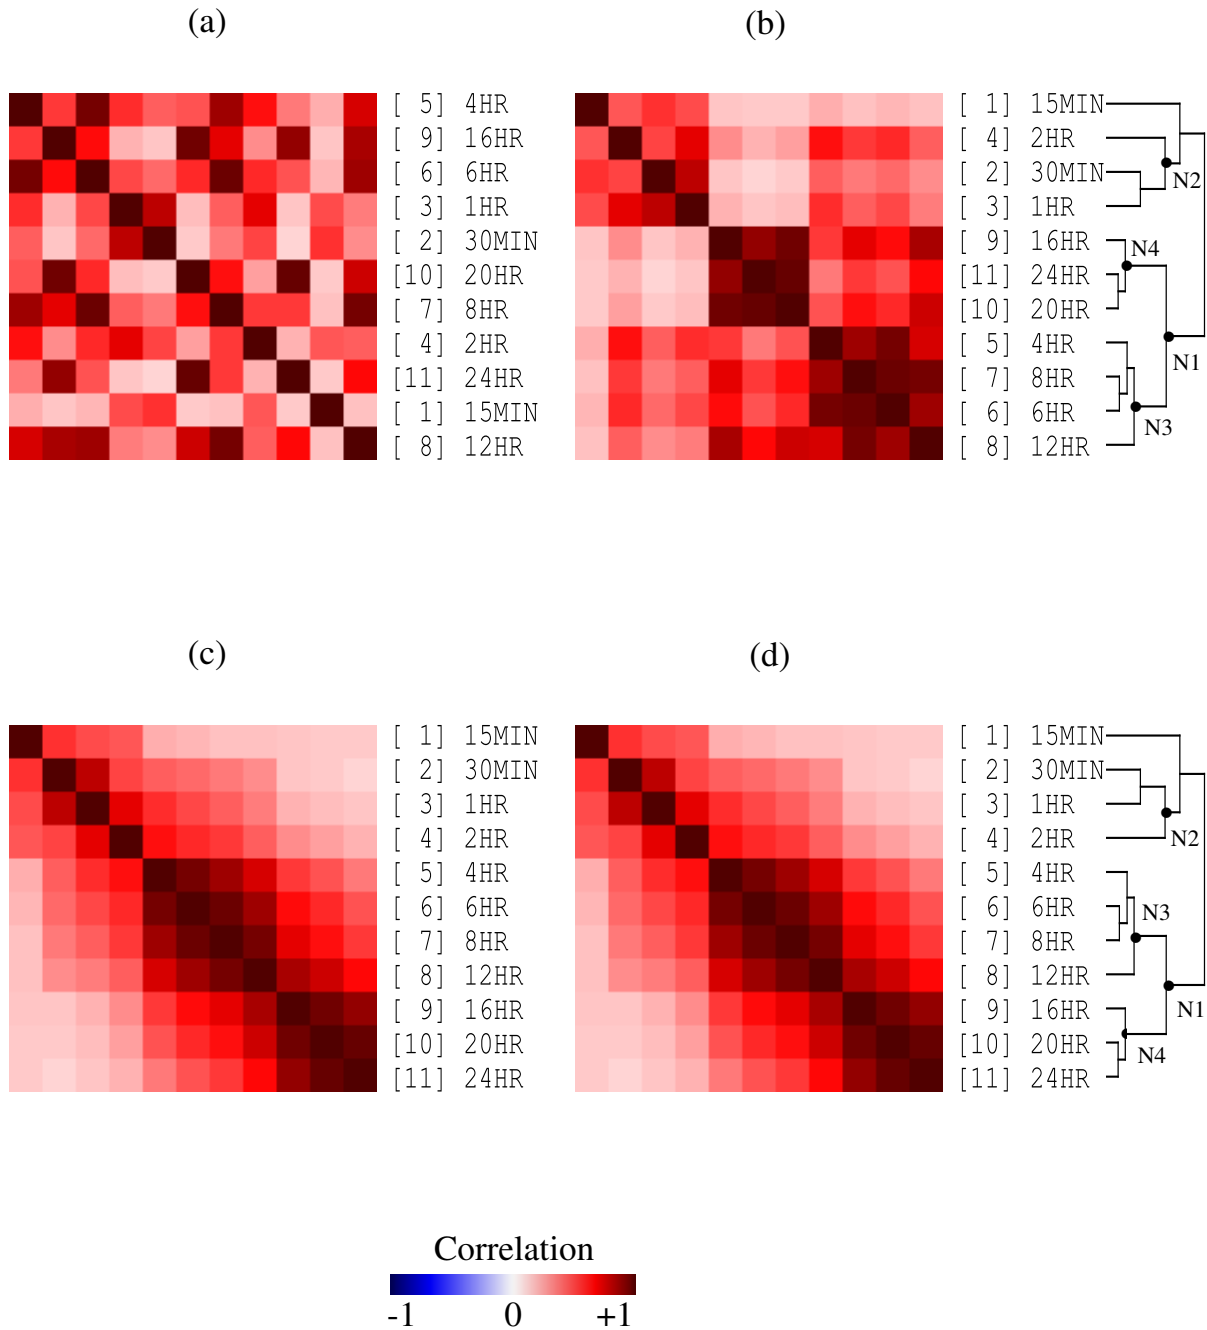 (a)
[ 5] 4HR
[ 9] 16HR
[ 6] 6HR
[ 3] 1HR
[ 2] 30MIN
[10] 20HR
[ 7] 8HR
[ 4] 2HR
[11] 24HR
[ 1] 15MIN
[ 8] 12HR
(b)
[ 1] 15MIN
[ 4] 2HR
[ 2] 30MIN
[ 3] 1HR
[ 9] 16HR
[11] 24HR
[10] 20HR
[ 5] 4HR
[ 7] 8HR
[ 6] 6HR
[ 8] 12HR
N2
N4
N1
N3
(c)
[ 1] 15MIN
[ 2] 30MIN
[ 3] 1HR
[ 4] 2HR
[ 5] 4HR
[ 6] 6HR
[ 7] 8HR
[ 8] 12HR
[ 9] 16HR
[10] 20HR
[11] 24HR
(d)
[ 1] 15MIN
[ 2] 30MIN
[ 3] 1HR
[ 4] 2HR
[ 5] 4HR
[ 6] 6HR
[ 7] 8HR
[ 8] 12HR
[ 9] 16HR
[10] 20HR
[11] 24HR
N2
N3
N1
N4
Correlation
-1 0 +1